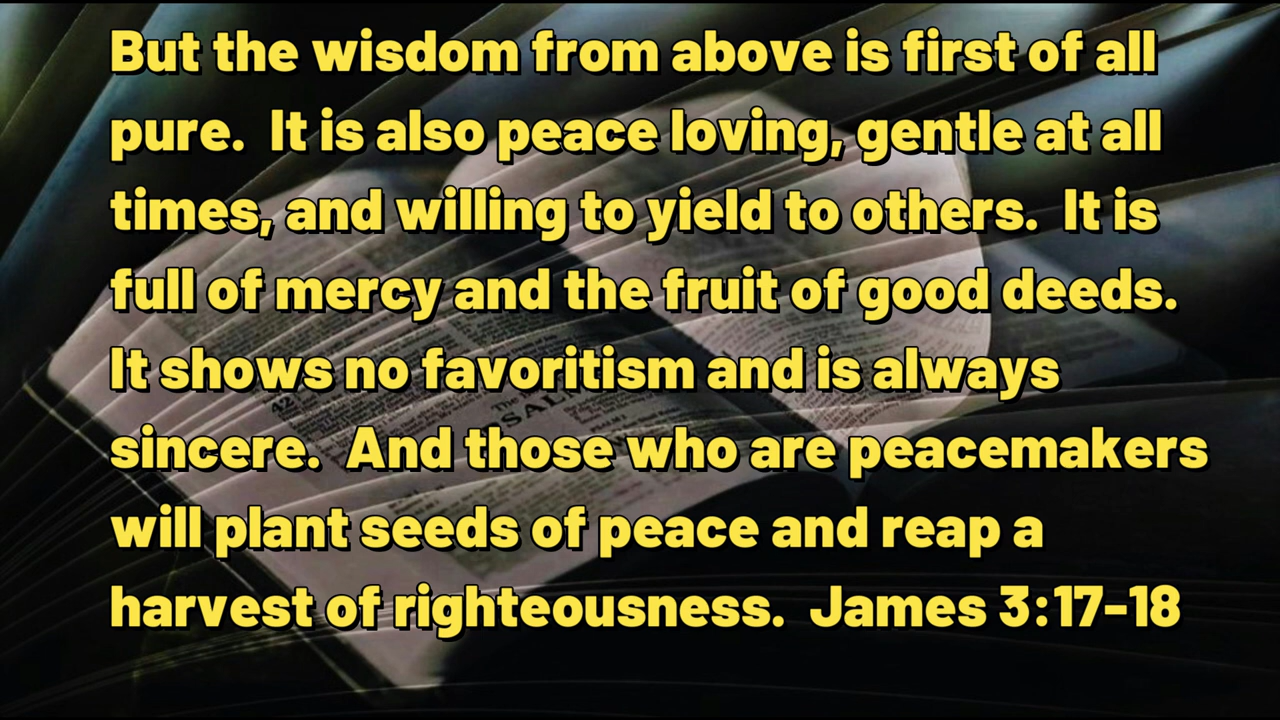 But the wisdom from above is first of all
pure.  It is also peace loving, gentle at all
times, and willing to yield to others.  It is
full of mercy and the fruit of good deeds.
It shows no favoritism and is always
sincere.  And those who are peacemakers
will plant seeds of peace and reap a
harvest of righteousness.  James 3:17-18